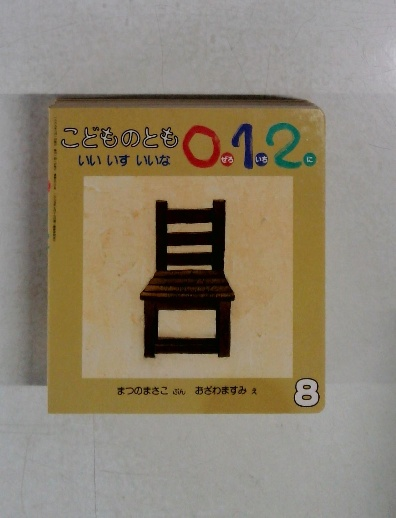 こどものとも 0.1.2.
ぜろ いち に
いい いす いいな
まつのまさこ ぶん おざわますみ え
8